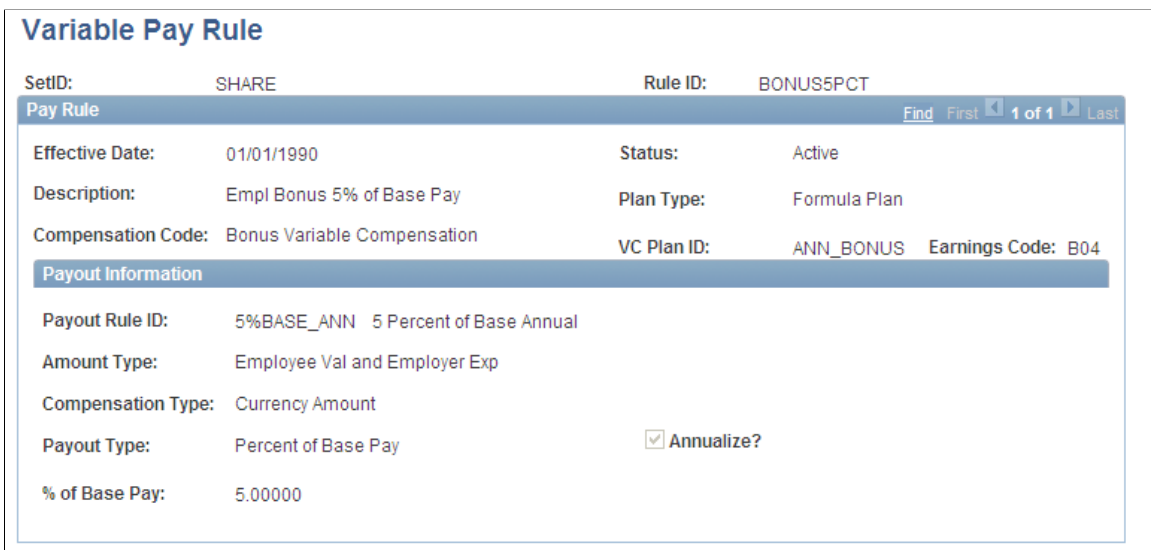 Variable Pay Rule
SetID: SHARE Rule ID: BONUS5PCT
Pay Rule Find First 1 of 1 Last
Effective Date: 01/01/1990 Status: Active
Description: Empl Bonus 5% of Base Pay Plan Type: Formula Plan
Compensation Code: Bonus Variable Compensation VC Plan ID: ANN_BONUS Earnings Code: B04
Payout Information
Payout Rule ID: 5%BASE_ANN 5 Percent of Base Annual
Amount Type: Employee Val and Employer Exp
Compensation Type: Currency Amount
Payout Type: Percent of Base Pay Annualize?
% of Base Pay: 5.00000